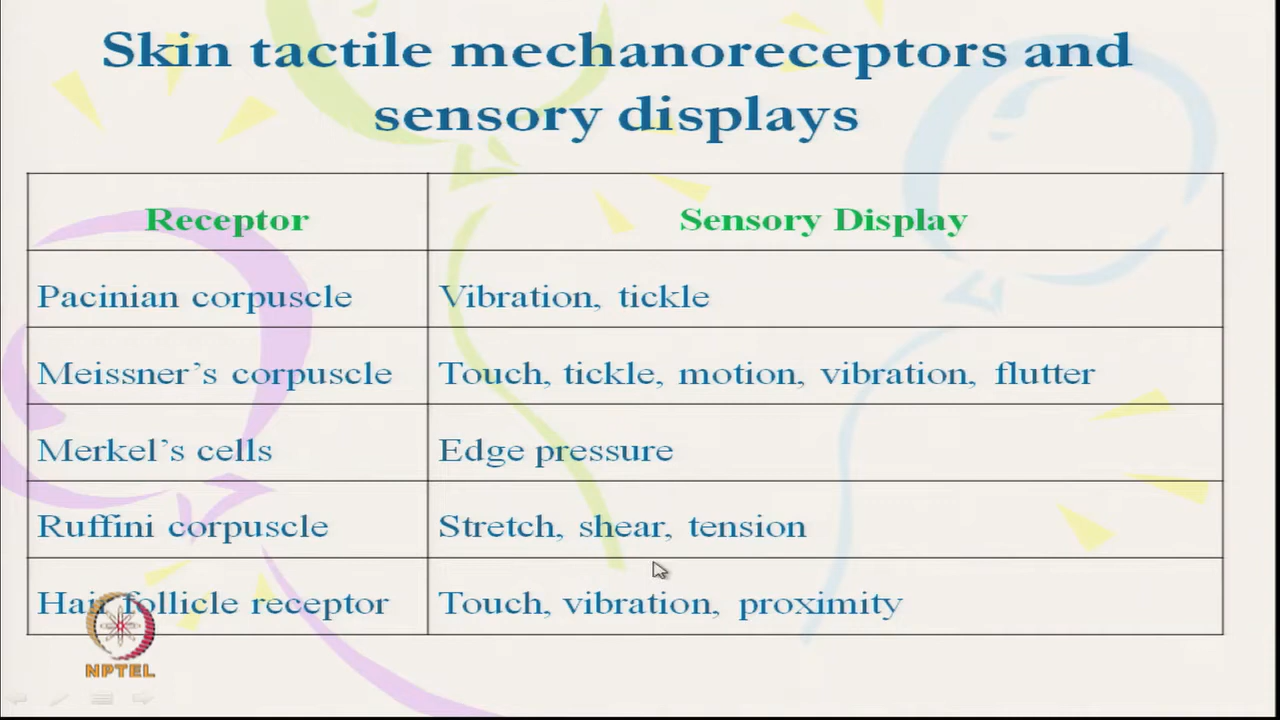 Skin tactile mechanoreceptors and
sensory displays
Receptor Sensory Display
Pacinian corpuscle Vibration, tickle
Meissner's corpuscle Touch, tickle, motion, vibration, flutter
Merkel's cells Edge pressure
Ruffini corpuscle Stretch, shear, tension
Hair follicle receptor Touch, vibration, proximity
NPTEL